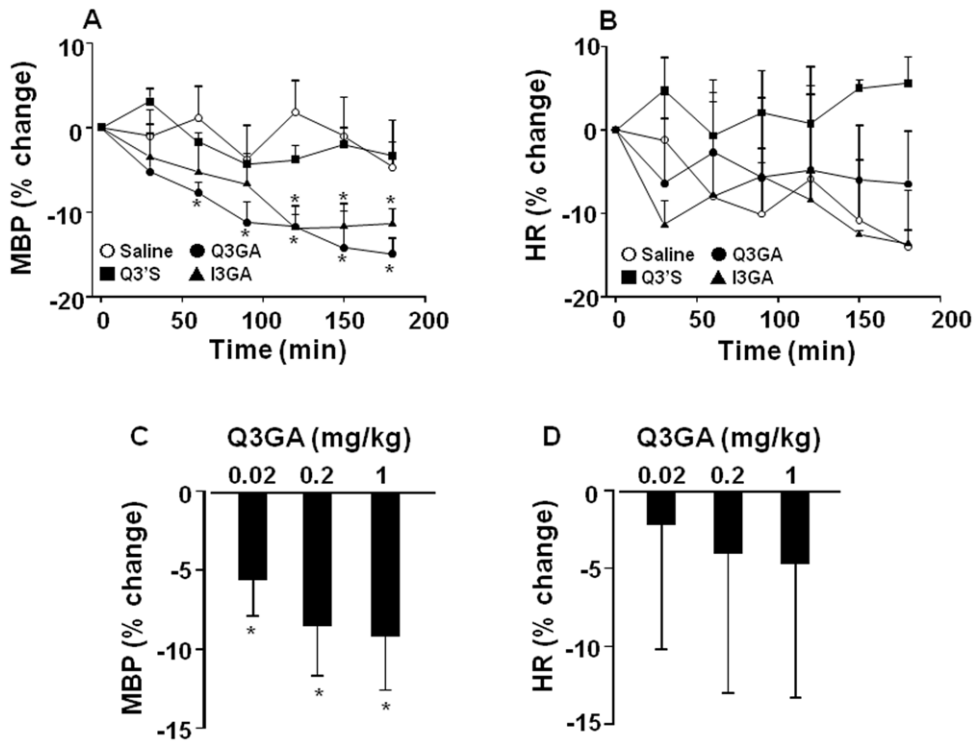 A
10
0
-10
-20
MBP (% change)
* * * *
* * * *
Saline Q3GA
Q3'S I3GA
0 50 100 150 200
Time (min)
B
10
0
-10
-20
HR (% change)
Saline Q3GA
Q3'S I3GA
0 50 100 150 200
Time (min)
C
Q3GA (mg/kg)
0.02 0.2 1
0
-5
-10
-15
MBP (% change)
* * *
D
Q3GA (mg/kg)
0.02 0.2 1
0
-5
-10
-15
HR (% change)